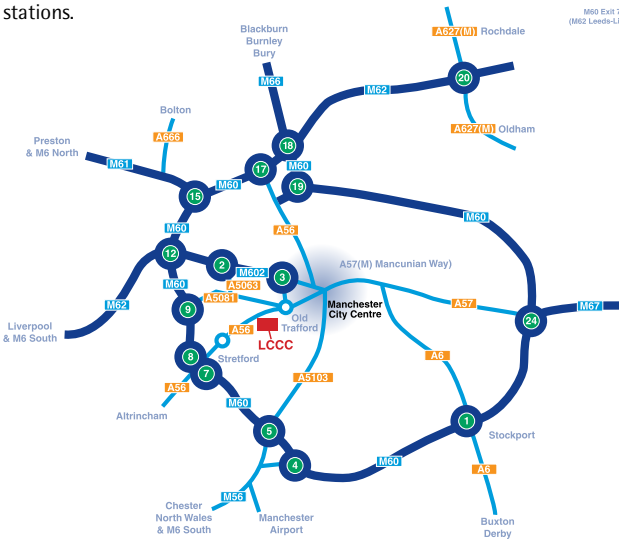 stations.
M60 Exit 7
(M62 Leeds-Li
Blackburn
Burnley
Bury
A627(M) Rochdale
20
M66
M62
Bolton
A666
A627(M) Oldham
Preston
& M6 North
M61
18
17
M60
19
M60
15
M60
M60
A56
12
2
M602
3
A57(M) Mancunian Way)
A5063
M60
A5081
M62
9
Manchester
City Centre
A57
M67
24
Old
Trafford
A56
LCCC
Liverpool
& M6 South
Stretford
8
7
A6
A5103
A56
M60
Altrincham
5
1
Stockport
4
M60
A6
M56
Chester
North Wales
& M6 South
Manchester
Airport
Buxton
Derby